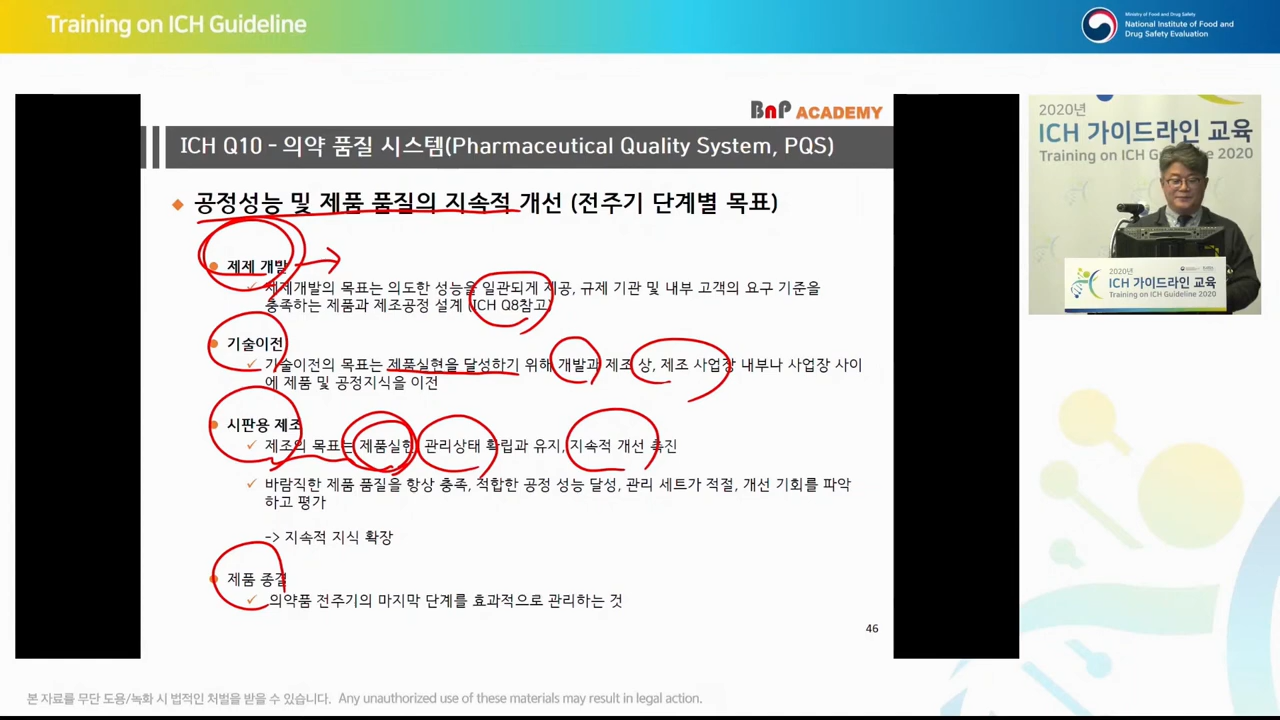 Training on ICH Guideline
Ministry of Food and Drug Safety
National Institute of Food and
Drug Safety Evaluation
BnP ACADEMY
ICH Q10 - 의약 품질 시스템(Pharmaceutical Quality System, PQS)
공정성능 및 제품 품질의 지속적 개선 (전주기 단계별 목표)
제제 개발
제제개발의 목표는 의도한 성능을 일관되게 제공, 규제 기관 및 내부 고객의 요구 기준을
충족하는 제품과 제조공정 설계 (ICH Q8참고)
기술이전
기술이전의 목표는 제품실현을 달성하기 위해 개발과 제조 상, 제조 사업장 내부나 사업장 사이
에 제품 및 공정지식을 이전
시판용 제조
제조의 목표는 제품실현, 관리상태 확립과 유지, 지속적 개선 촉진
바람직한 제품 품질을 항상 충족, 적합한 공정 성능 달성, 관리 세트가 적절, 개선 기회를 파악
하고 평가
-> 지속적 지식 확장
제품 종결
의약품 전주기의 마지막 단계를 효과적으로 관리하는 것
46
2020년
ICH 가이드라인 교육
Training on ICH Guideline 2020
2020년
ICH 가이드라인 교육
Training on ICH Guideline 2020
본 자료를 무단 도용/녹화 시 법적인 처벌을 받을 수 있습니다. Any unauthorized use of these materials may result in legal action.